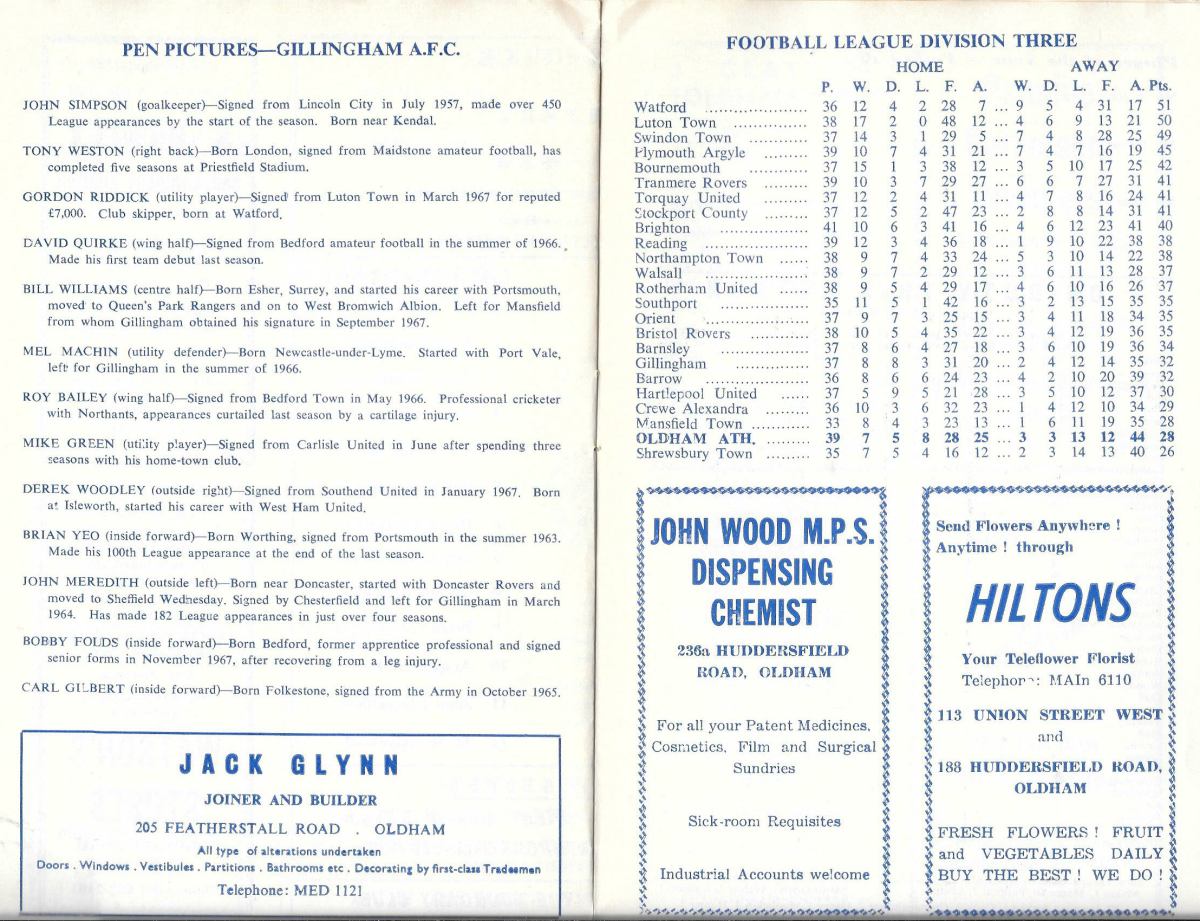 PEN PICTURES—GILLINGHAM A.F.C.
JOHN SIMPSON (goalkeeper)—Signed from Lincoln City in July 1957, made over 450
League appearances by the start of the season. Born near Kendal.
TONY WESTON (right back)—Born London, signed from Maidstone amateur football, has
completed five seasons at Priestfield Stadium.
GORDON RIDDICK (utility player)—Signed from Luton Town in March 1967 for reputed
£7,000. Club skipper, born at Watford.
DAVID QUIRKE (wing half)—Signed from Bedford amateur football in the summer of 1966.
Made his first team debut last season.
BILL WILLIAMS (centre half)—Born Esher, Surrey, and started his career with Portsmouth,
moved to Queen's Park Rangers and on to West Bromwich Albion. Left for Mansfield
from whom Gillingham obtained his signature in September 1967.
MEL MACHIN (utility defender)—Born Newcastle-under-Lyme. Started with Port Vale,
left for Gillingham in the summer of 1966.
ROY BAILEY (wing half)—Signed from Bedford Town in May 1966. Professional cricketer
with Northants, appearances curtailed last season by a cartilage injury.
MIKE GREEN (utility player)—Signed from Carlisle United in June after spending three
seasons with his home-town club.
DEREK WOODLEY (outside right)—Signed from Southend United in January 1967. Born
at Isleworth, started his career with West Ham United.
BRIAN YEO (inside forward)—Born Worthing, signed from Portsmouth in the summer 1963.
Made his 100th League appearance at the end of the last season.
JOHN MEREDITH (outside left)—Born near Doncaster, started with Doncaster Rovers and
moved to Sheffield Wednesday. Signed by Chesterfield and left for Gillingham in March
1964. Has made 182 League appearances in just over four seasons.
BOBBY FOLDS (inside forward)—Born Bedford, former apprentice professional and signed
senior forms in November 1967, after recovering from a leg injury.
CARL GILBERT (inside forward)—Born Folkestone, signed from the Army in October 1965.
JACK GLYNN
JOINER AND BUILDER
205 FEATHERSTALL ROAD . OLDHAM
All type of alterations undertaken
Doors . Windows . Vestibules . Partitions . Bathrooms etc . Decorating by first-class Tradesmen
Telephone: MED 1121
FOOTBALL LEAGUE DIVISION THREE
HOME AWAY
P. W. D. L. F. A. W. D. L. F. A. Pts.
Watford .................. 36 12 4 2 28 7 ... 9 5 4 31 17 51
Luton Town ............... 38 17 2 0 48 12 ... 4 6 9 13 21 50
Swindon Town ............... 37 14 3 1 29 5 ... 7 4 8 28 25 49
Plymouth Argyle ......... 39 10 7 4 31 21 ... 7 4 7 16 19 45
Bournemouth ............... 37 15 1 3 38 12 ... 3 5 10 17 25 42
Tranmere Rovers ......... 39 10 3 7 29 27 ... 6 6 7 27 31 41
Torquay United ......... 37 12 2 4 31 11 ... 4 7 8 16 24 41
Stockport County ......... 37 12 5 2 47 23 ... 2 8 8 14 31 41
Brighton .................. 41 10 6 3 41 16 ... 4 6 12 23 41 40
Reading .................. 39 12 3 4 36 18 ... 1 9 10 22 38 38
Northampton Town ......... 38 9 7 4 33 24 ... 5 3 10 14 22 38
Walsall .................. 38 9 7 2 29 12 ... 3 6 11 13 28 37
Rotherham United ......... 38 9 5 4 29 17 ... 4 6 10 16 26 37
Southport ............... 35 11 5 1 42 16 ... 3 2 13 15 35 35
Orient .................. 37 9 7 3 25 15 ... 3 4 11 18 34 35
Bristol Rovers ............ 38 10 5 4 35 22 ... 3 4 12 19 36 35
Barnsley .................. 37 8 6 4 27 18 ... 3 6 10 19 36 34
Gillingham ............... 37 8 8 3 31 20 ... 2 4 12 14 35 32
Barrow .................. 36 8 6 6 24 23 ... 4 2 10 20 39 32
Hartlepool United ......... 37 5 9 5 21 28 ... 3 5 10 12 37 30
Crewe Alexandra ......... 36 10 3 6 32 23 ... 1 4 12 10 34 29
Mansfield Town ............ 33 8 4 3 23 13 ... 1 6 11 19 35 28
OLDHAM ATH. ......... 39 7 5 8 28 25 ... 3 3 13 12 44 28
Shrewsbury Town ......... 35 7 5 4 16 12 ... 2 3 14 13 40 26
JOHN WOOD M.P.S.
DISPENSING
CHEMIST
236a HUDDERSFIELD
ROAD, OLDHAM
For all your Patent Medicines,
Cosmetics, Film and Surgical
Sundries
Sick-room Requisites
Industrial Accounts welcome
Send Flowers Anywhere !
Anytime ! through
HILTONS
Your Teleflower Florist
Telephone: MAIn 6110
113 UNION STREET WEST
and
188 HUDDERSFIELD ROAD,
OLDHAM
FRESH FLOWERS ! FRUIT
and VEGETABLES DAILY
BUY THE BEST ! WE DO !